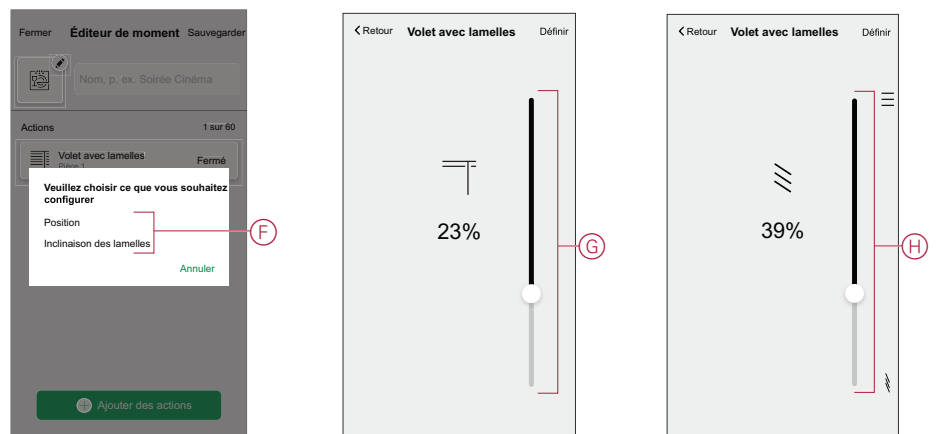 Fermer Éditeur de moment Sauvegarder
Nom, p. ex. Soirée Cinéma
Actions 1 sur 60
Volet avec lamelles Fermé
Pièce 1
Veuillez choisir ce que vous souhaitez
configurer
Position
Inclinaison des lamelles
Annuler
Ajouter des actions
F
Retour Volet avec lamelles Définir
23%
G
Retour Volet avec lamelles Définir
39%
H